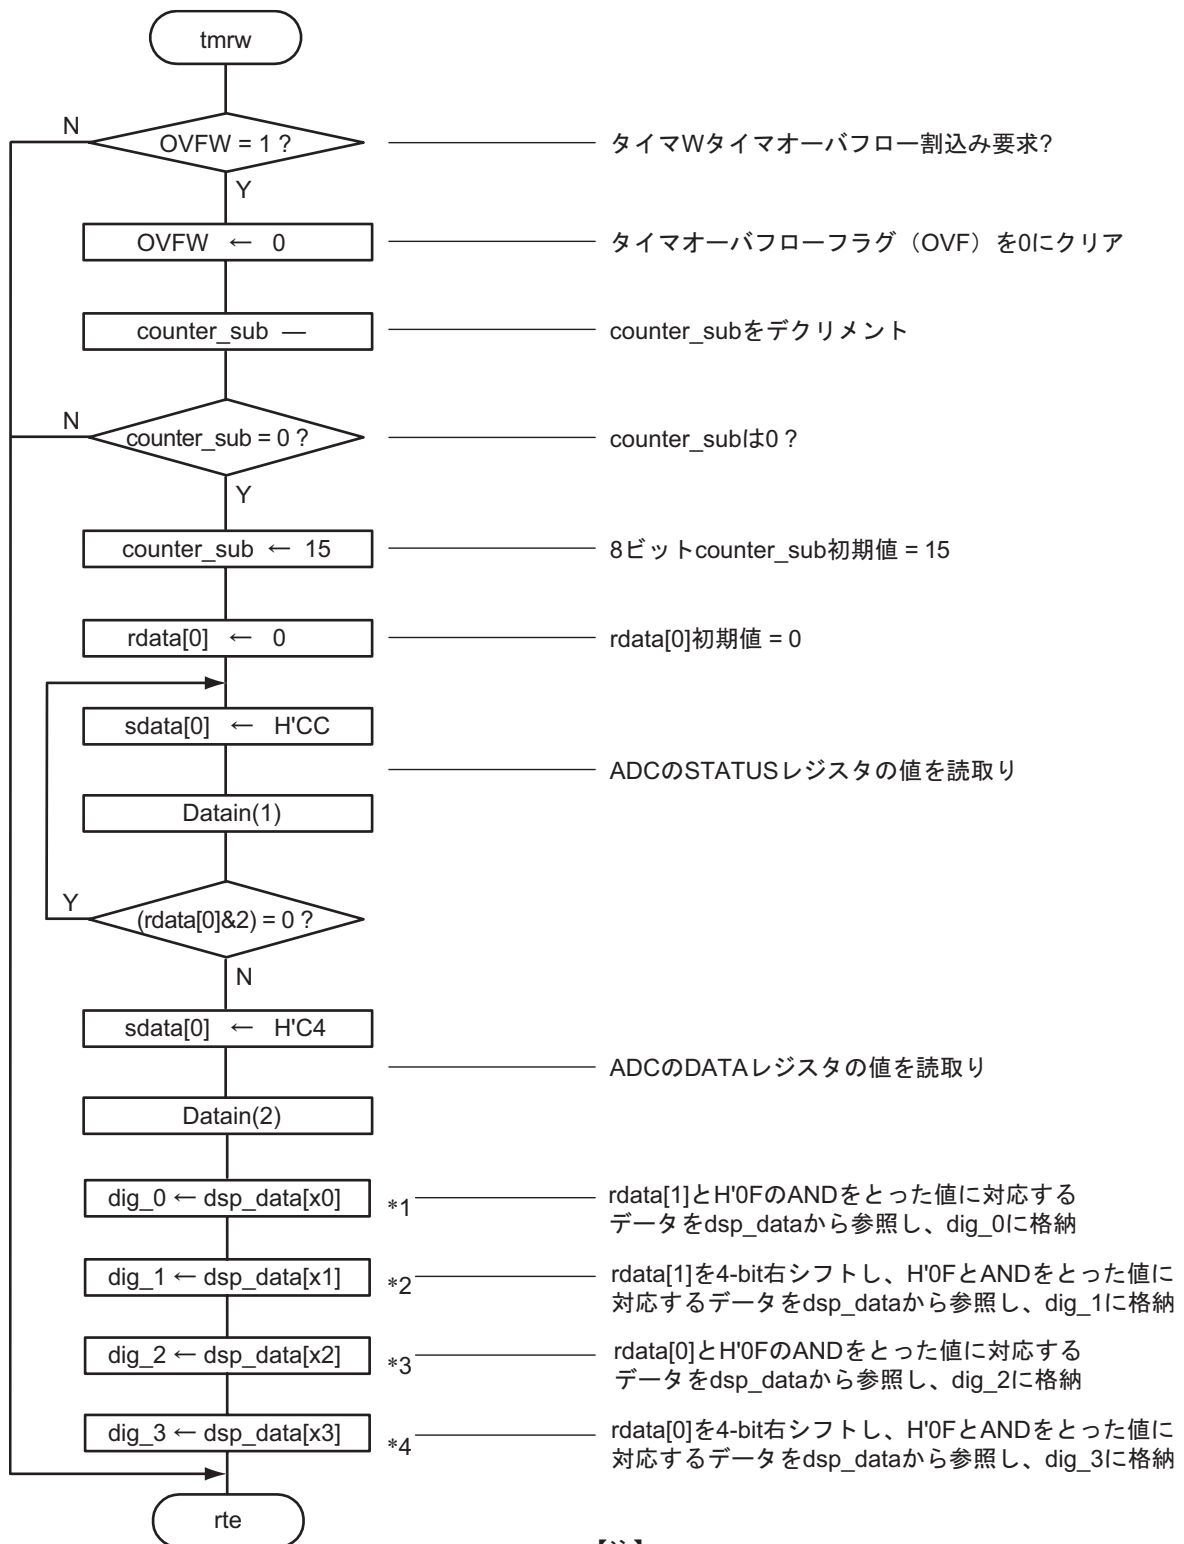 tmrw
N
OVFW = 1 ?
タイマWタイマオーバフロー割込み要求?
Y
OVFW ← 0
タイマオーバフローフラグ（OVF）を0にクリア
counter_sub —
counter_subをデクリメント
N
counter_sub = 0 ?
counter_subは0 ?
Y
counter_sub ← 15
8ビットcounter_sub初期値 = 15
rdata[0] ← 0
rdata[0]初期値 = 0
sdata[0] ← H'CC
ADCのSTATUSレジスタの値を読取り
Datain(1)
Y
(rdata[0]&2) = 0 ?
N
sdata[0] ← H'C4
ADCのDATAレジスタの値を読取り
Datain(2)
dig_0 ← dsp_data[x0]
*1
rdata[1]とH'0FのANDをとった値に対応する
データをdsp_dataから参照し、dig_0に格納
dig_1 ← dsp_data[x1]
*2
rdata[1]を4-bit右シフトし、H'0FとANDをとった値に
対応するデータをdsp_dataから参照し、dig_1に格納
dig_2 ← dsp_data[x2]
*3
rdata[0]とH'0FのANDをとった値に対応する
データをdsp_dataから参照し、dig_2に格納
dig_3 ← dsp_data[x3]
*4
rdata[0]を4-bit右シフトし、H'0FとANDをとった値に
対応するデータをdsp_dataから参照し、dig_3に格納
rte